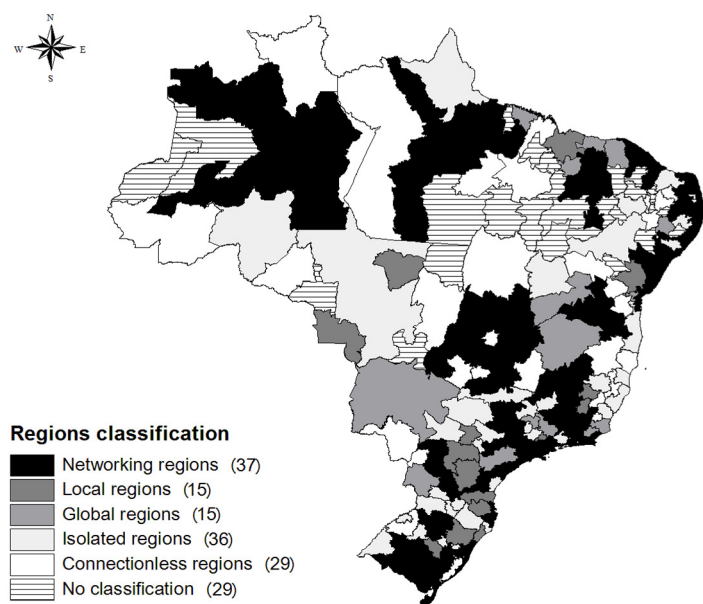 N
W E
S
Regions classification
Networking regions (37)
Local regions (15)
Global regions (15)
Isolated regions (36)
Connectionless regions (29)
No classification (29)